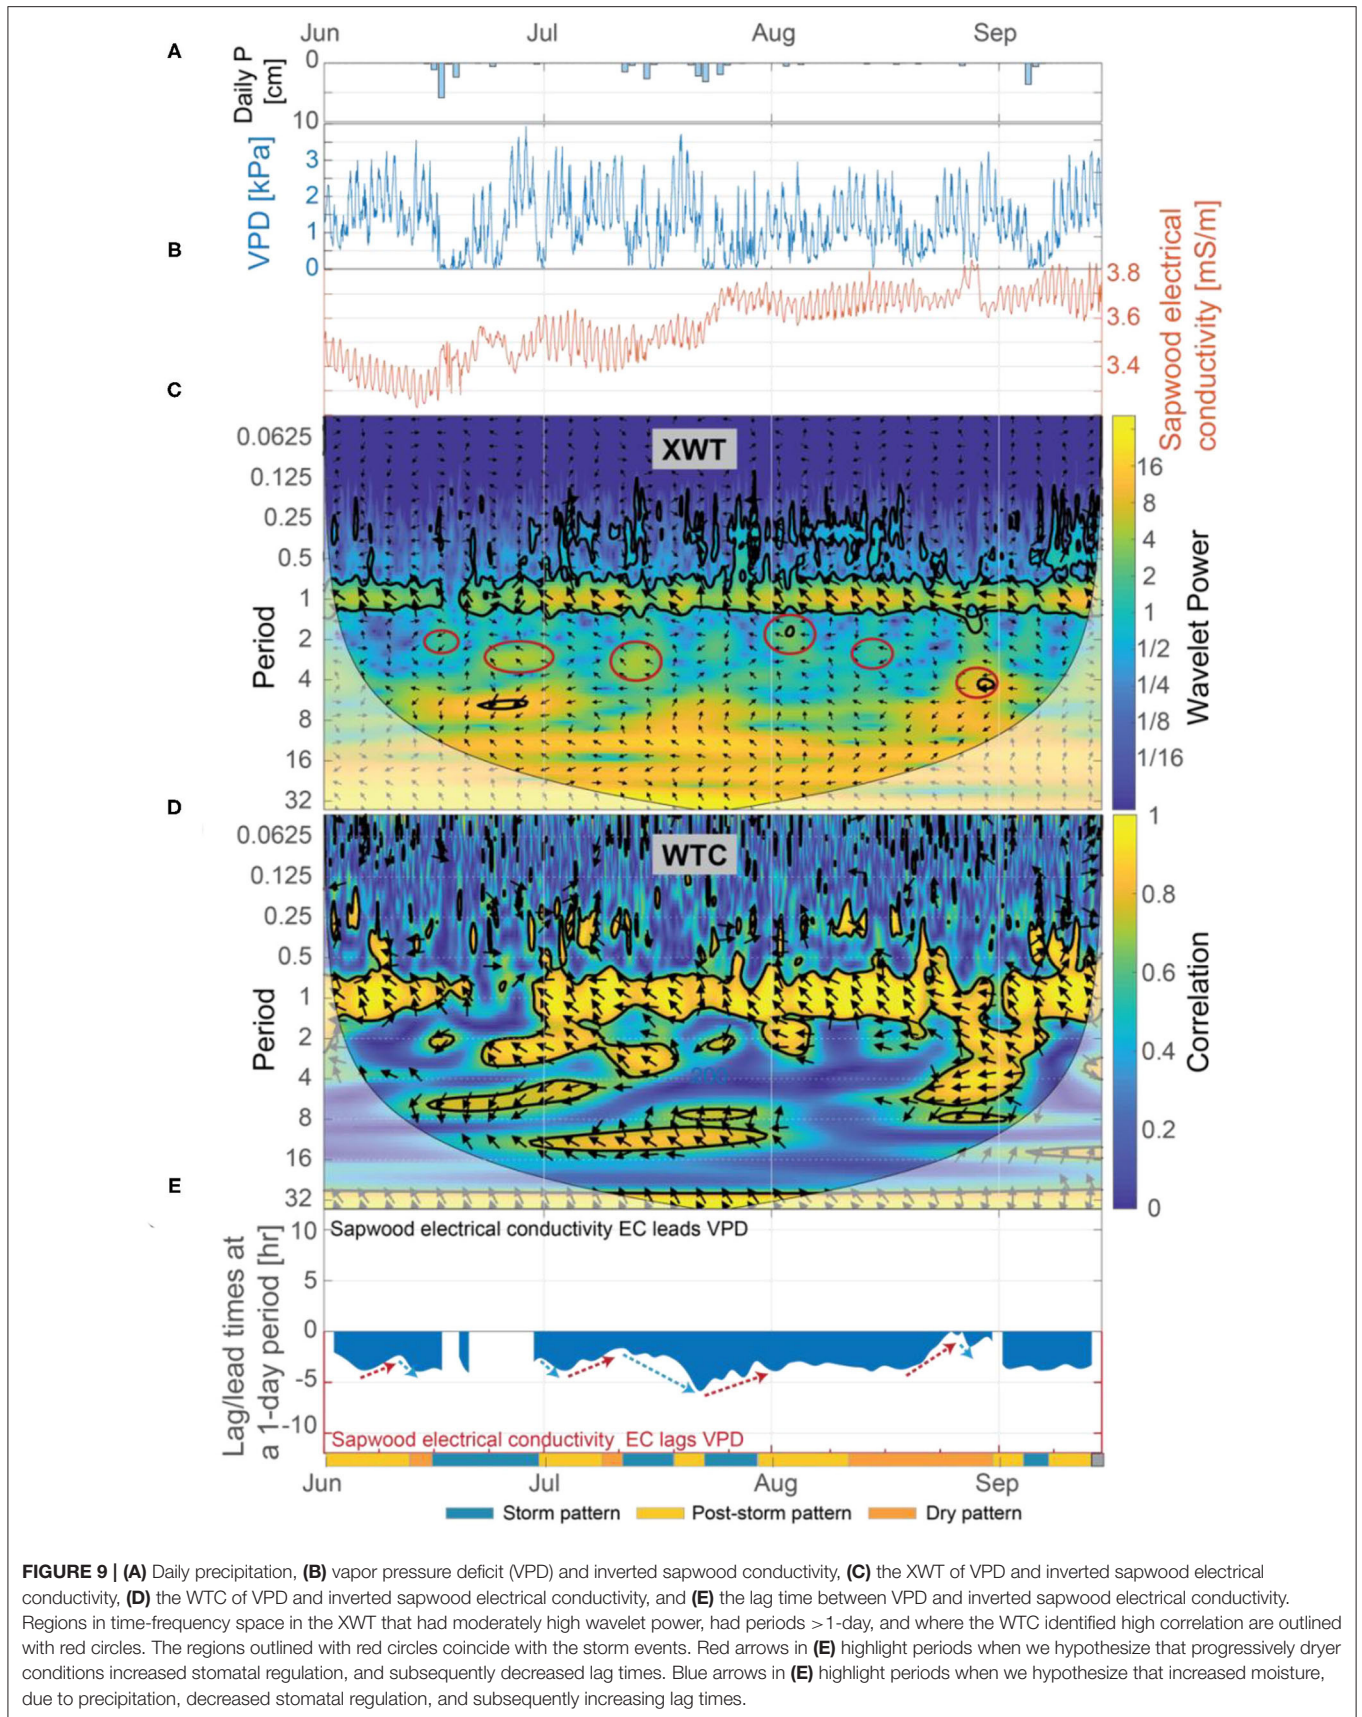 Jun Jul Aug Sep
A
Daily P
[cm]
0
10
VPD [kPa]
3
2
1
0
B
Sapwood electrical
conductivity [mS/m]
3.8
3.6
3.4
C
XWT
Period
0.0625
0.125
0.25
0.5
1
2
4
8
16
32
16
8
4
2
1
1/2
1/4
1/8
1/16
Wavelet Power
D
WTC
Period
0.0625
0.125
0.25
0.5
1
2
4
8
16
32
1
1
0.8
0.6
0.4
0.2
0
Correlation
E
Lag/lead times at
a 1-day period [hr]
10
5
0
-5
-10
Sapwood electrical conductivity EC leads VPD
Sapwood electrical conductivity EC lags VPD
Jun Jul Aug Sep
Storm pattern Post-storm pattern Dry pattern
FIGURE 9 | (A) Daily precipitation, (B) vapor pressure deficit (VPD) and inverted sapwood conductivity, (C) the XWT of VPD and inverted sapwood electrical
conductivity, (D) the WTC of VPD and inverted sapwood electrical conductivity, and (E) the lag time between VPD and inverted sapwood electrical conductivity.
Regions in time-frequency space in the XWT that had moderately high wavelet power, had periods >1-day, and where the WTC identified high correlation are outlined
with red circles. The regions outlined with red circles coincide with the storm events. Red arrows in (E) highlight periods when we hypothesize that progressively dryer
conditions increased stomatal regulation, and subsequently decreased lag times. Blue arrows in (E) highlight periods when we hypothesize that increased moisture,
due to precipitation, decreased stomatal regulation, and subsequently increasing lag times.